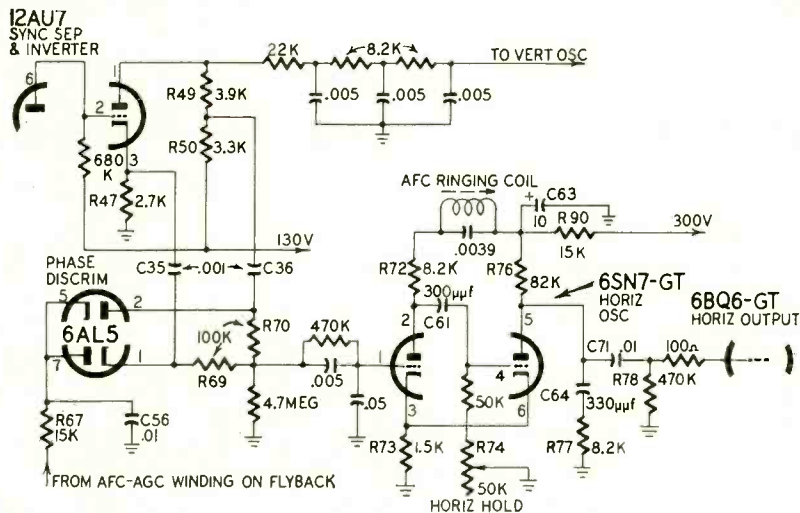 12AU7
SYNC SEP
& INVERTER
6
1
2
3
22K
8.2K
TO VERT OSC
R49
3.9K
.005
.005
.005
R50
3.3K
680
K
R47
2.7K
130V
C35
.001
C36
AFC RINGING COIL
+
C63
10
R90
15K
300V
.0039
R72
8.2K
R76
82K
6SN7-GT
HORIZ
OSC
300µµf
C61
PHASE
DISCRIM
5
2
6AL5
7
1
100K
R70
R69
470K
.005
.05
4.7MEG
2
1
3
5
4
6
6BQ6-GT
HORIZ OUTPUT
C71
.01
100Ω
R78
470K
C64
330µµf
R77
8.2K
R67
15K
C56
.01
50K
R73
1.5K
R74
50K
HORIZ HOLD
FROM AFC-AGC WINDING ON FLYBACK